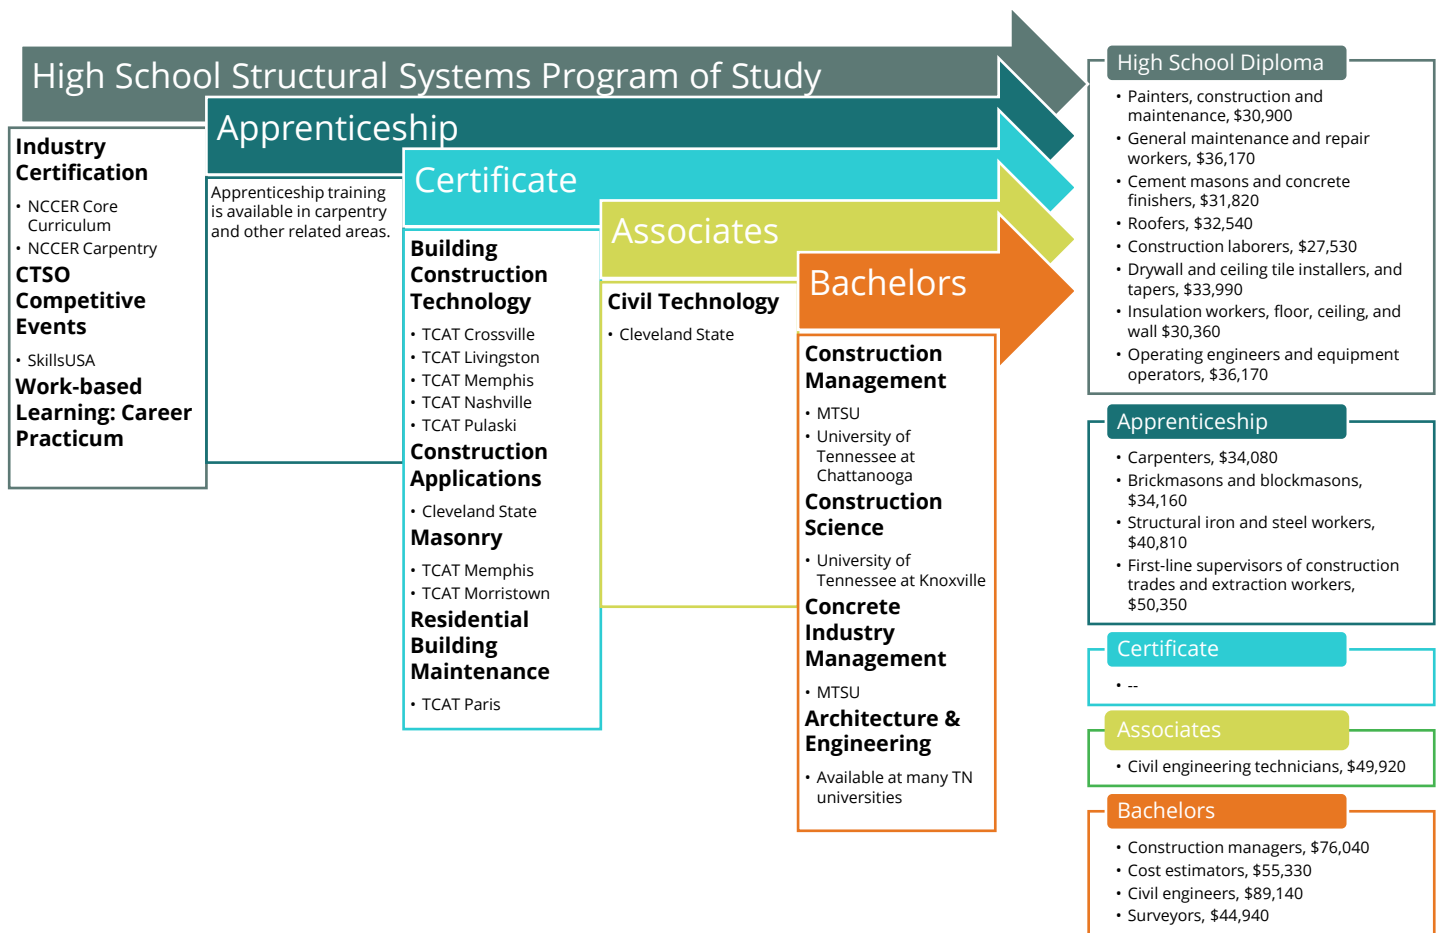 High School Structural Systems Program of Study
Industry
Certification
• NCCER Core
Curriculum
• NCCER Carpentry
CTSO
Competitive
Events
• SkillsUSA
Work-based
Learning: Career
Practicum
Apprenticeship
Apprenticeship training
is available in carpentry
and other related areas.
Certificate
Building
Construction
Technology
• TCAT Crossville
• TCAT Livingston
• TCAT Memphis
• TCAT Nashville
• TCAT Pulaski
Construction
Applications
• Cleveland State
Masonry
• TCAT Memphis
• TCAT Morristown
Residential
Building
Maintenance
• TCAT Paris
Associates
Civil Technology
• Cleveland State
Bachelors
Construction
Management
• MTSU
• University of
Tennessee at
Chattanooga
Construction
Science
• University of
Tennessee at Knoxville
Concrete
Industry
Management
• MTSU
Architecture &
Engineering
• Available at many TN
universities
High School Diploma
• Painters, construction and
maintenance, $30,900
• General maintenance and repair
workers, $36,170
• Cement masons and concrete
finishers, $31,820
• Roofers, $32,540
• Construction laborers, $27,530
• Drywall and ceiling tile installers, and
tapers, $33,990
• Insulation workers, floor, ceiling, and
wall $30,360
• Operating engineers and equipment
operators, $36,170
Apprenticeship
• Carpenters, $34,080
• Brickmasons and blockmasons,
$34,160
• Structural iron and steel workers,
$40,810
• First-line supervisors of construction
trades and extraction workers,
$50,350
Certificate
• --
Associates
• Civil engineering technicians, $49,920
Bachelors
• Construction managers, $76,040
• Cost estimators, $55,330
• Civil engineers, $89,140
• Surveyors, $44,940